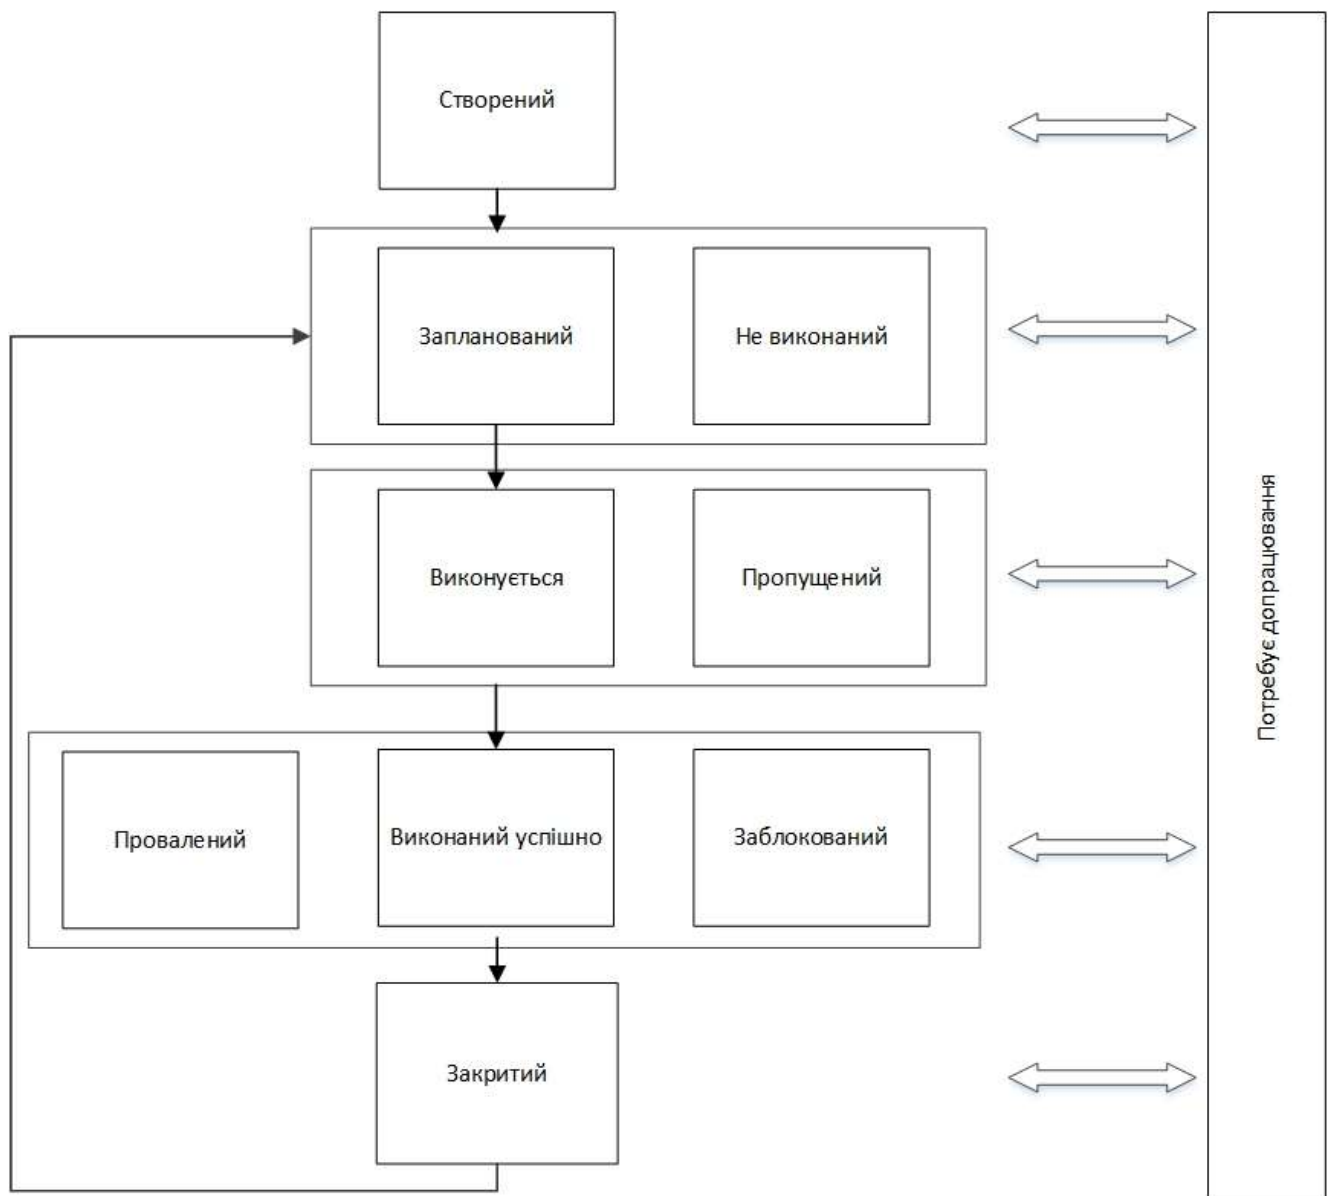 Створений
Запланований
Не виконаний
Виконується
Пропущений
Провалений
Виконаний успішно
Заблокований
Закритий
Потребує допрацювання